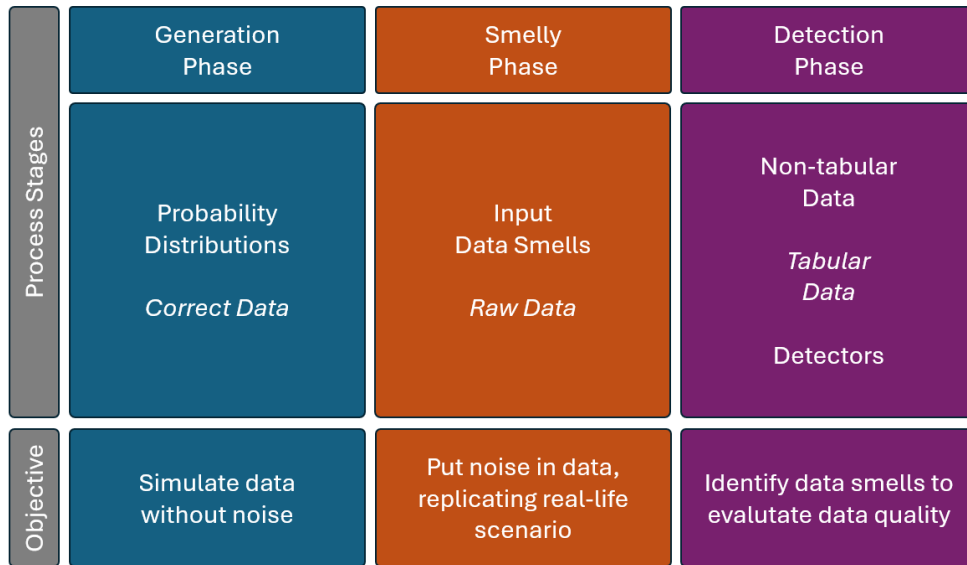 Process Stages
Generation
Phase
Smelly
Phase
Detection
Phase
Probability
Distributions
Correct Data
Input
Data Smells
Raw Data
Non-tabular
Data
Tabular
Data
Detectors
Objective
Simulate data
without noise
Put noise in data,
replicating real-life
scenario
Identify data smells to
evalutate data quality